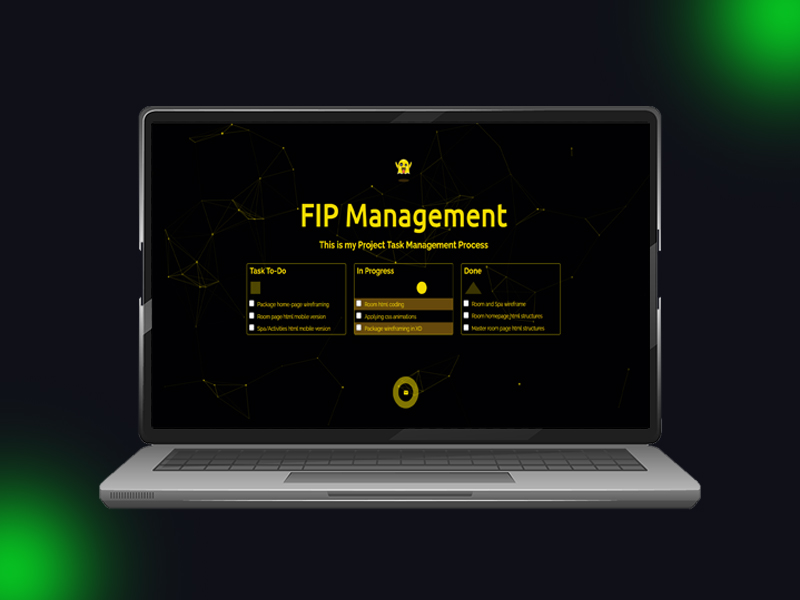 FIP Management
This is my Project Task Management Process
Task To-Do
Package home-page wireframing
Room page html mobile version
Spa/Activities html mobile version
In Progress
Room html coding
Applying css animations
Package wireframing in XD
Done
Room and Spa wireframe
Room homepage html structures
Master room page html structures